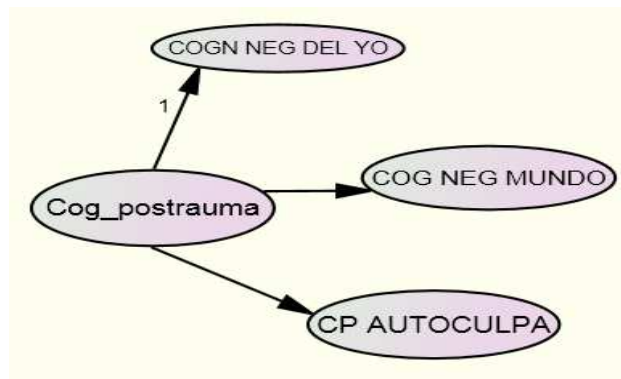 COGN NEG DEL YO
1
COG NEG MUNDO
Cog_postrauma
CP AUTOCULPA